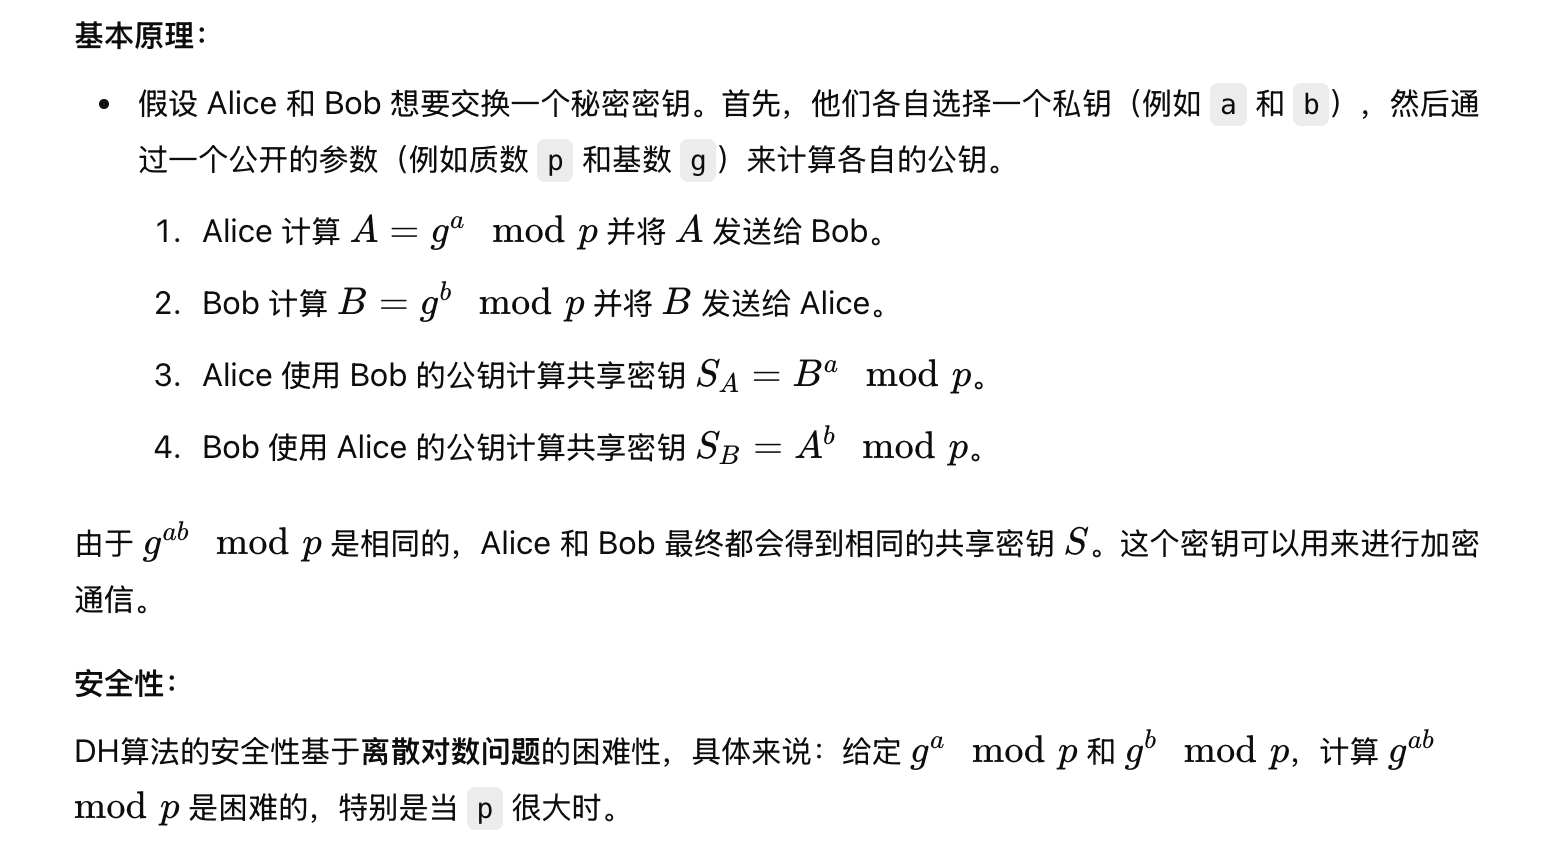 基本原理：
• 假设 Alice 和 Bob 想要交换一个秘密密钥。首先，他们各自选择一个私钥（例如 a 和 b），然后通
过一个公开的参数（例如质数 p 和基数 g）来计算各自的公钥。
1. Alice 计算 $A = g^a \mod p$ 并将 $A$ 发送给 Bob。
2. Bob 计算 $B = g^b \mod p$ 并将 $B$ 发送给 Alice。
3. Alice 使用 Bob 的公钥计算共享密钥 $S_A = B^a \mod p$。
4. Bob 使用 Alice 的公钥计算共享密钥 $S_B = A^b \mod p$。
由于 $g^{ab} \mod p$ 是相同的，Alice 和 Bob 最终都会得到相同的共享密钥 $S$。这个密钥可以用来进行加密
通信。
安全性：
DH算法的安全性基于离散对数问题的困难性，具体来说：给定 $g^a \mod p$ 和 $g^b \mod p$，计算 $g^{ab}$
$\mod p$ 是困难的，特别是当 p 很大时。